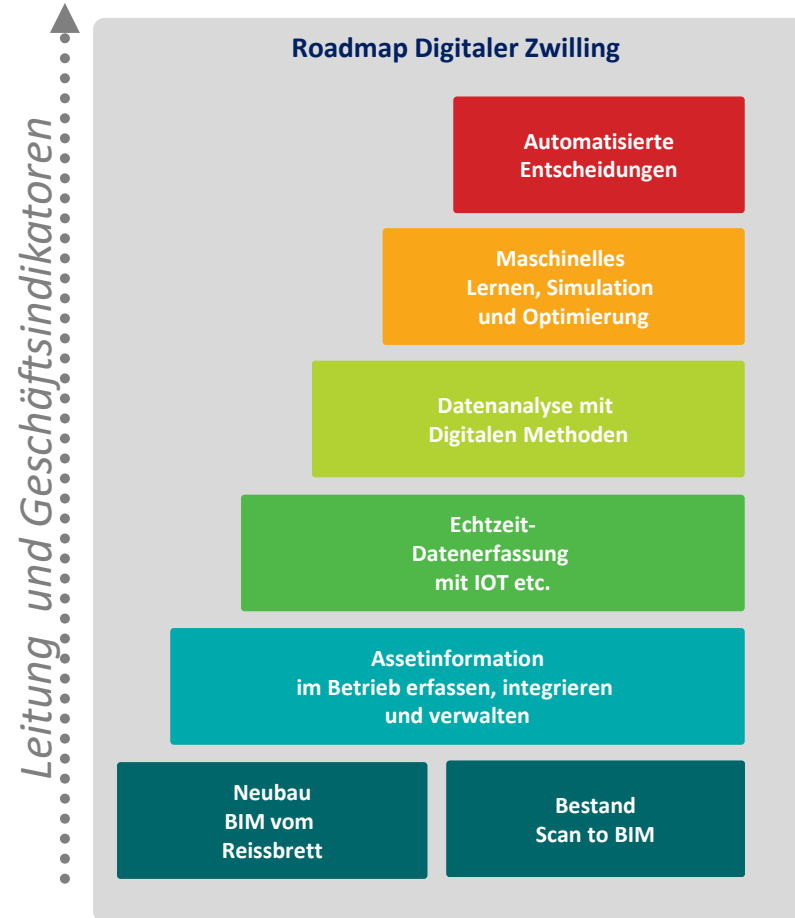 Roadmap Digitaler Zwilling
Automatisierte
Entscheidungen
Maschinelles
Lernen, Simulation
und Optimierung
Datenanalyse mit
Digitalen Methoden
Echtzeit-
Datenerfassung
mit IOT etc.
Assetinformation
im Betrieb erfassen, integrieren
und verwalten
Neubau
BIM vom
Reissbrett
Bestand
Scan to BIM
Leitung und Geschäftsindikatoren